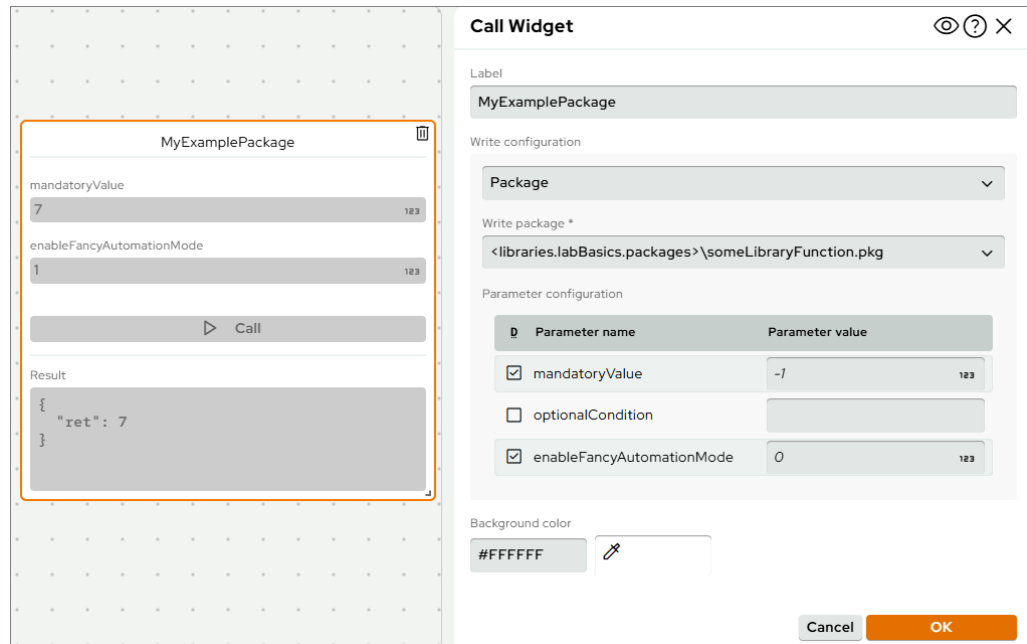 MyExamplePackage
mandatoryValue
7 123
enableFancyAutomationMode
1 123
Call
Result
{
"ret": 7
}
Call Widget
Label
MyExamplePackage
Write configuration
Package
Write package *
<libraries.labBasics.packages>\someLibraryFunction.pkg
Parameter configuration
D Parameter name Parameter value
mandatoryValue -1 123
optionalCondition
enableFancyAutomationMode 0 123
Background color
#FFFFFF
Cancel OK